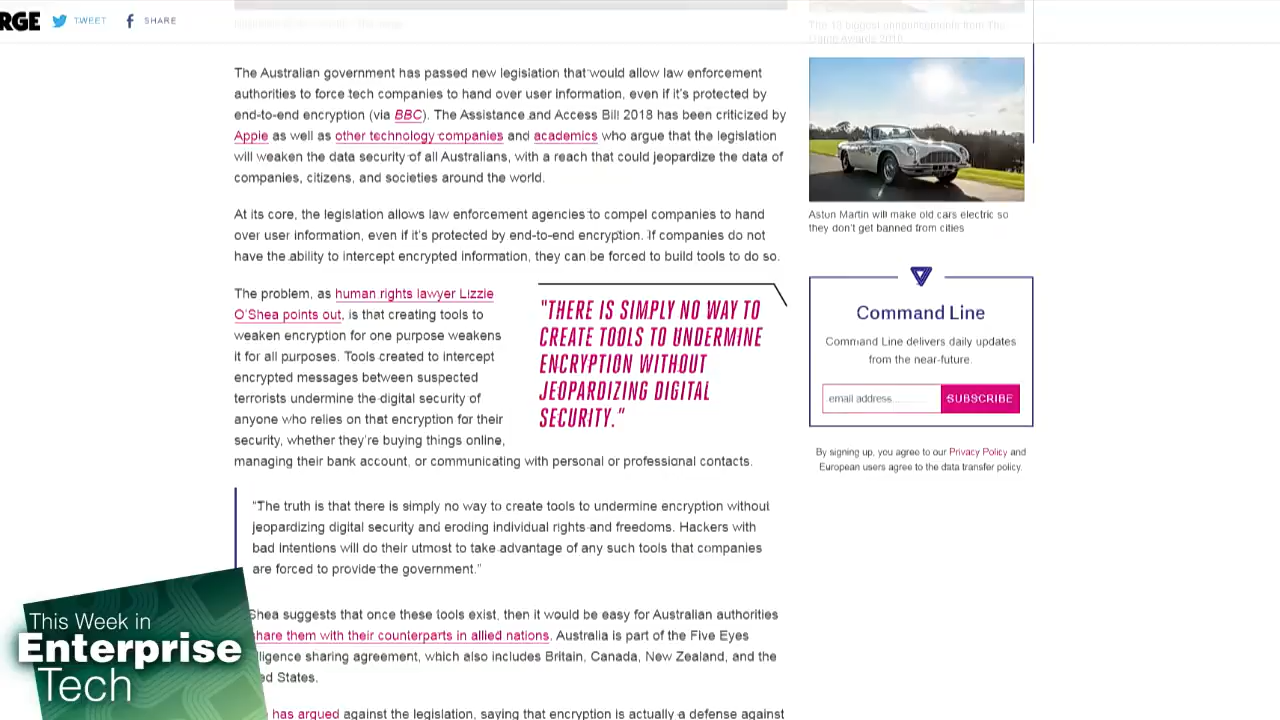 RGE TWEET SHARE
The Australian government has passed new legislation that would allow law enforcement
authorities to force tech companies to hand over user information, even if it's protected by
end-to-end encryption (via BBC). The Assistance and Access Bill 2018 has been criticized by
Apple as well as other technology companies and academics who argue that the legislation
will weaken the data security of all Australians, with a reach that could jeopardize the data of
companies, citizens, and societies around the world.
At its core, the legislation allows law enforcement agencies to compel companies to hand
over user information, even if it's protected by end-to-end encryption. If companies do not
have the ability to intercept encrypted information, they can be forced to build tools to do so.
The problem, as human rights lawyer Lizzie
O'Shea points out, is that creating tools to
weaken encryption for one purpose weakens
it for all purposes. Tools created to intercept
encrypted messages between suspected
terrorists undermine the digital security of
anyone who relies on that encryption for their
security, whether they're buying things online,
managing their bank account, or communicating with personal or professional contacts.
"THERE IS SIMPLY NO WAY TO
CREATE TOOLS TO UNDERMINE
ENCRYPTION WITHOUT
JEOPARDIZING DIGITAL
SECURITY."
"The truth is that there is simply no way to create tools to undermine encryption without
jeopardizing digital security and eroding individual rights and freedoms. Hackers with
bad intentions will do their utmost to take advantage of any such tools that companies
are forced to provide the government."
Shea suggests that once these tools exist, then it would be easy for Australian authorities
hare them with their counterparts in allied nations. Australia is part of the Five Eyes
lligence sharing agreement, which also includes Britain, Canada, New Zealand, and the
ed States.
has argued against the legislation, saying that encryption is actually a defense against
The 18 biggest announcements from The
Game Awards 2018
Aston Martin will make old cars electric so
they don't get banned from cities
Command Line
Command Line delivers daily updates
from the near-future.
email address... SUBSCRIBE
By signing up, you agree to our Privacy Policy and
European users agree to the data transfer policy.
This Week in
Enterprise
Tech